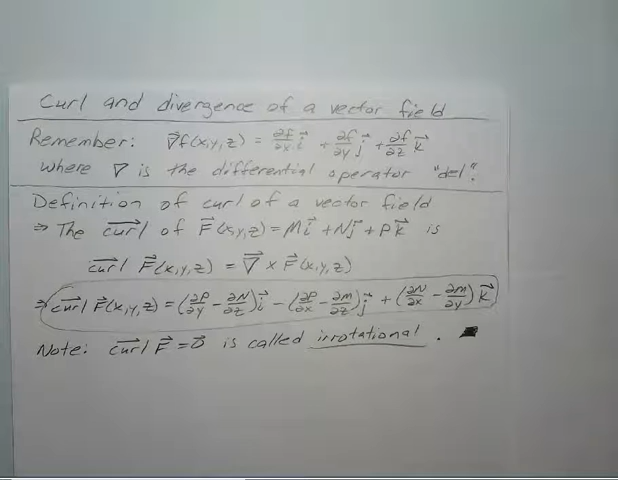 Curl and divergence of a vector field
Remember: ∇⃗f(x,y,z) = ∂f/∂x i⃗ + ∂f/∂y j⃗ + ∂f/∂z k⃗
where ∇ is the differential operator "del".
Definition of curl of a vector field
⇒ The curl⃗ of F⃗(x,y,z) = Mi⃗ + Nj⃗ + Pk⃗ is
curl⃗ F⃗(x,y,z) = ∇⃗ × F⃗(x,y,z)
⇒ curl⃗ F⃗(x,y,z) = (∂P/∂y − ∂N/∂z)i⃗ − (∂P/∂x − ∂M/∂z)j⃗ + (∂N/∂x − ∂M/∂y)k⃗
Note: curl⃗ F⃗ = 0⃗ is called irrotational.